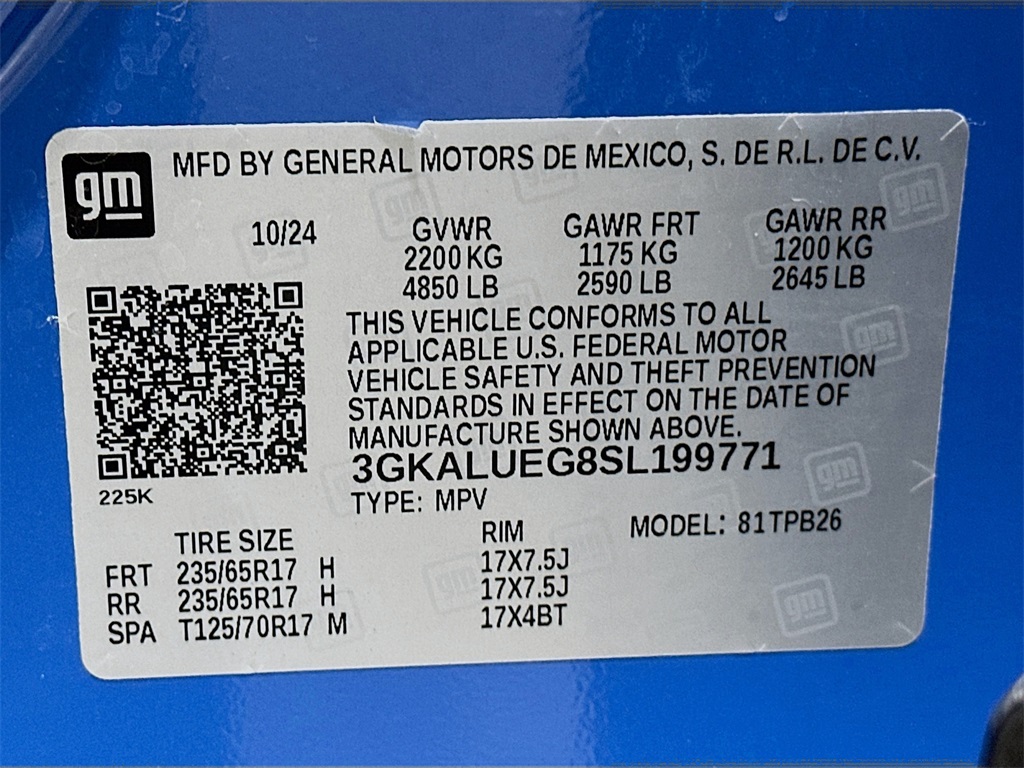 gm MFD BY GENERAL MOTORS DE MEXICO, S. DE R.L. DE C.V.
10/24 GVWR GAWR FRT GAWR RR
2200 KG 1175 KG 1200 KG
4850 LB 2590 LB 2645 LB
THIS VEHICLE CONFORMS TO ALL
APPLICABLE U.S. FEDERAL MOTOR
VEHICLE SAFETY AND THEFT PREVENTION
STANDARDS IN EFFECT ON THE DATE OF
MANUFACTURE SHOWN ABOVE.
3GKALUEG8SL199771
225K
TYPE: MPV
MODEL: 81TPB26
TIRE SIZE RIM
FRT 235/65R17 H 17X7.5J
RR 235/65R17 H 17X7.5J
SPA T125/70R17 M 17X4BT